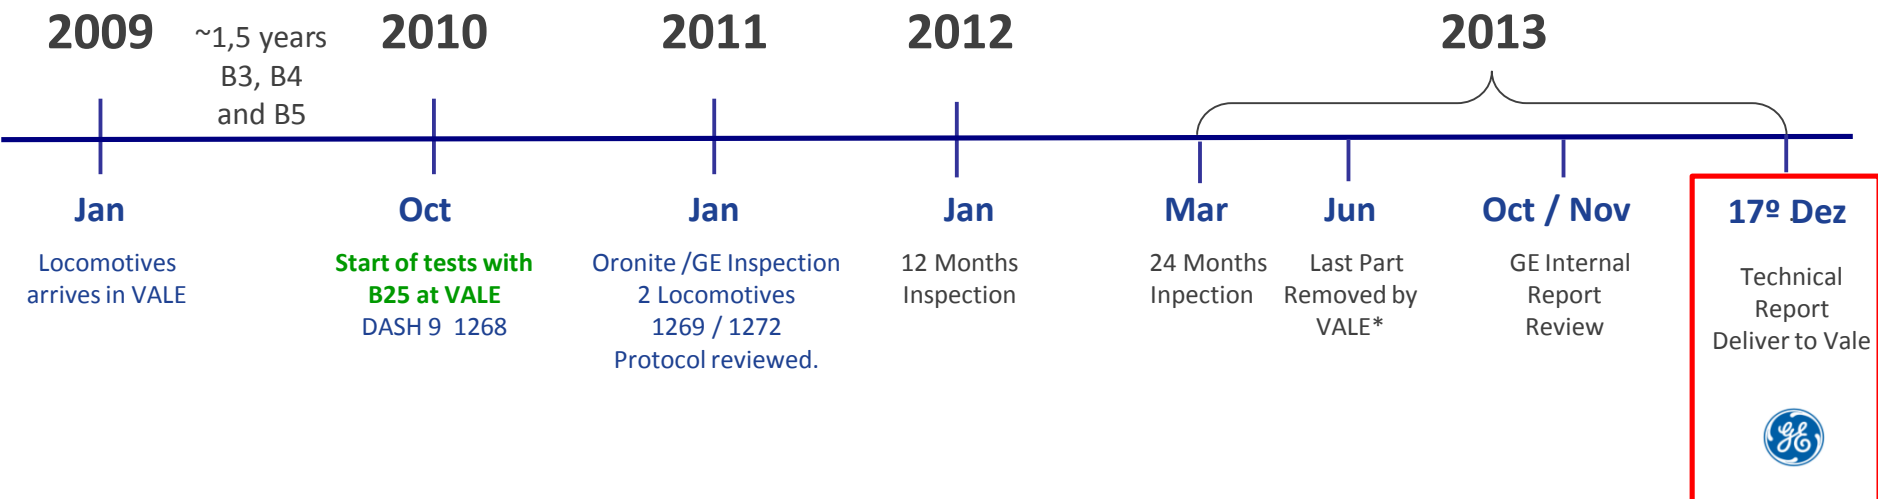 2009
~1,5 years
B3, B4
and B5
2010
2011
2012
2013
Jan
Locomotives
arrives in VALE
Oct
Start of tests with
B25 at VALE
DASH 9 1268
Jan
Oronite /GE Inspection
2 Locomotives
1269 / 1272
Protocol reviewed.
Jan
12 Months
Inspection
Mar
24 Months
Inpection
Jun
Last Part
Removed by
VALE*
Oct / Nov
GE Internal
Report
Review
17º Dez
Technical
Report
Deliver to Vale
GE